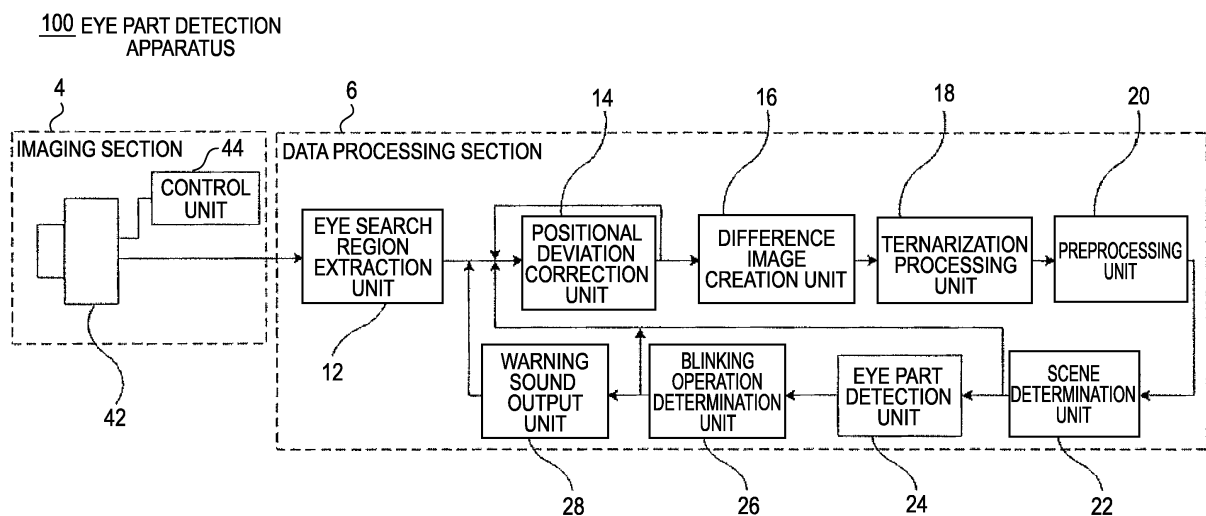 100 EYE PART DETECTION
APPARATUS
4
6
14
16
18
20
IMAGING SECTION
44
CONTROL
UNIT
42
DATA PROCESSING SECTION
EYE SEARCH
REGION
EXTRACTION
UNIT
12
POSITIONAL
DEVIATION
CORRECTION
UNIT
DIFFERENCE
IMAGE
CREATION UNIT
TERNARIZATION
PROCESSING
UNIT
PREPROCESSING
UNIT
WARNING
SOUND
OUTPUT
UNIT
BLINKING
OPERATION
DETERMINATION
UNIT
EYE PART
DETECTION
UNIT
SCENE
DETERMINATION
UNIT
28
26
24
22